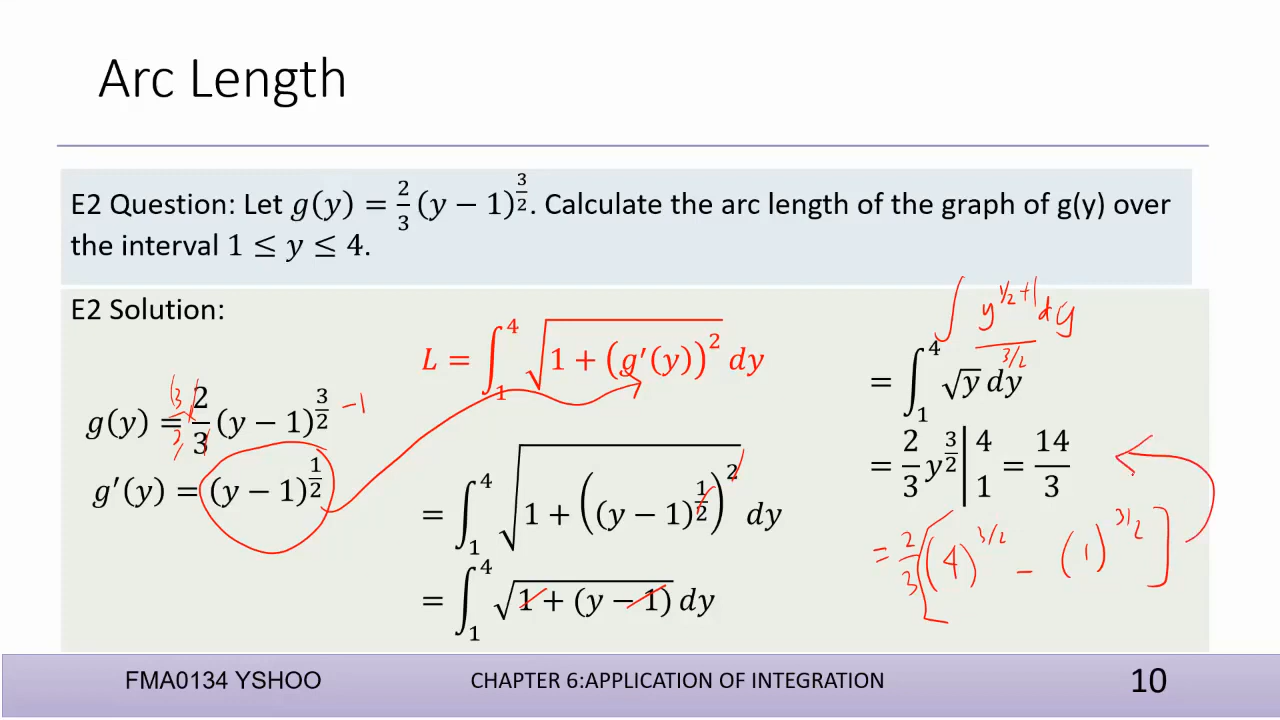 Arc Length
E2 Question: Let g(y) = 2/3 (y − 1)^(3/2). Calculate the arc length of the graph of g(y) over
the interval 1 ≤ y ≤ 4.
E2 Solution:
g(y) = 2/3 (y − 1)^(3/2) −1
g′(y) = (y − 1)^(1/2)
L = ∫₁⁴ √(1 + (g′(y))²) dy
= ∫₁⁴ √(1 + ((y − 1)^(1/2))²) dy
= ∫₁⁴ √(1 + (y − 1)) dy
∫ y^(1/2 + 1) dy
3/2
= ∫₁⁴ √y dy
= 2/3 y^(3/2) |₁⁴ = 14/3
= 2/3 [(4)^(3/2) − (1)^(3/2)]
FMA0134 YSHOO
CHAPTER 6:APPLICATION OF INTEGRATION
10